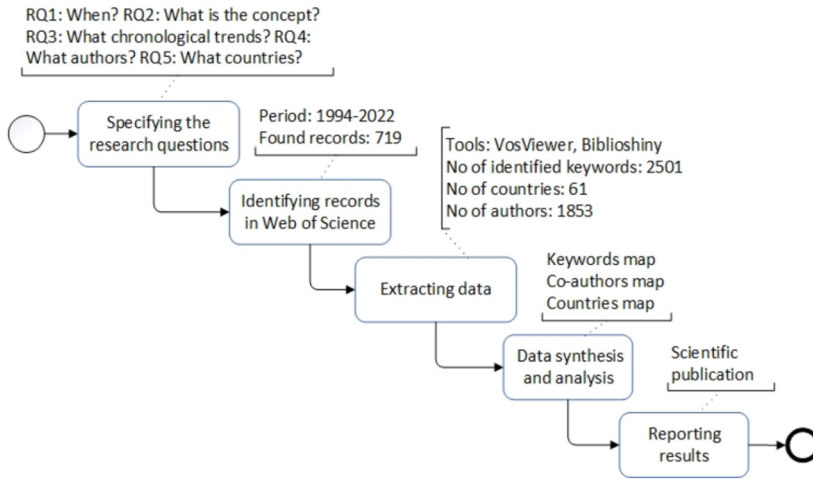 RQ1: When? RQ2: What is the concept?
RQ3: What chronological trends? RQ4:
What authors? RQ5: What countries?
Specifying the
research questions
Period: 1994-2022
Found records: 719
Identifying records
in Web of Science
Tools: VosViewer, Biblioshiny
No of identified keywords: 2501
No of countries: 61
No of authors: 1853
Extracting data
Keywords map
Co-authors map
Countries map
Data synthesis
and analysis
Scientific
publication
Reporting
results